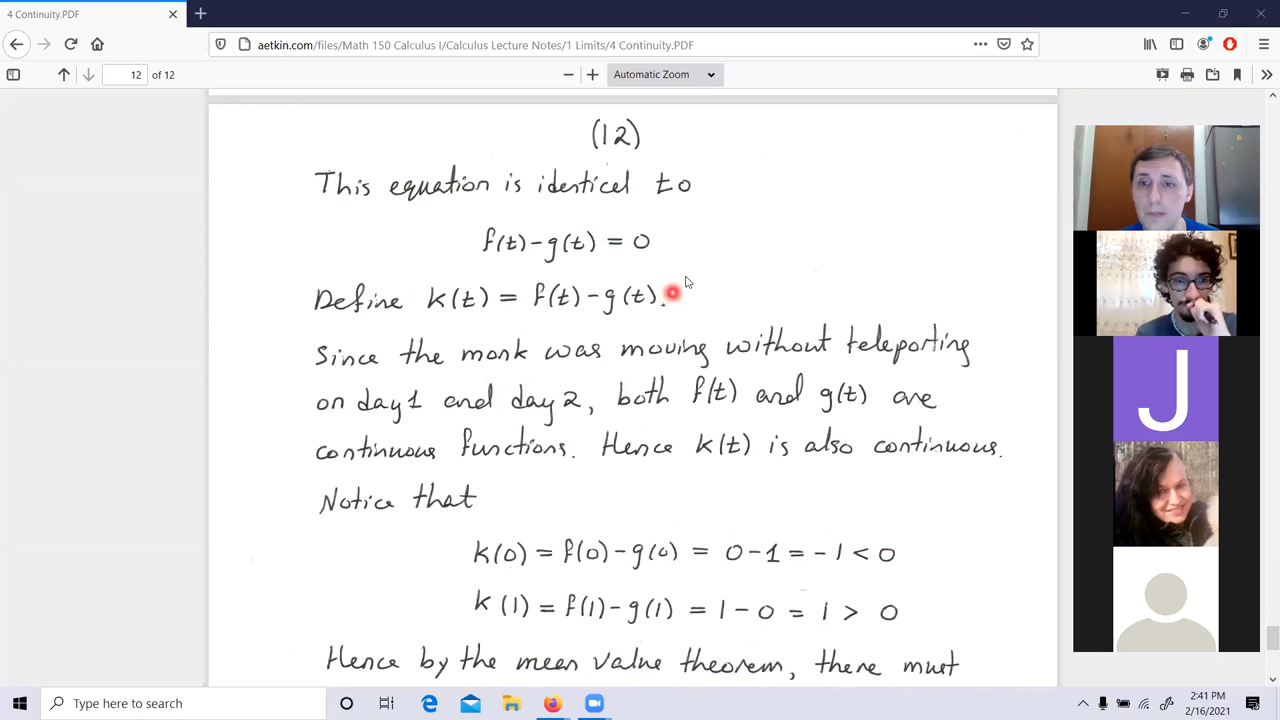 4 Continuity.PDF
aetkin.com/files/Math 150 Calculus I/Calculus Lecture Notes/1 Limits/4 Continuity.PDF
12 of 12
Automatic Zoom
(12)
This equation is identical to
f(t)-g(t) = 0
Define k(t) = f(t)-g(t).
Since the monk was moving without teleporting
on day 1 and day 2, both f(t) and g(t) are
continuous functions. Hence k(t) is also continuous.
Notice that
k(0) = f(0)-g(0) = 0-1 = -1 < 0
k(1) = f(1)-g(1) = 1-0 = 1 > 0
Hence by the mean value theorem, there must
J
Type here to search
2:41 PM
2/16/2021